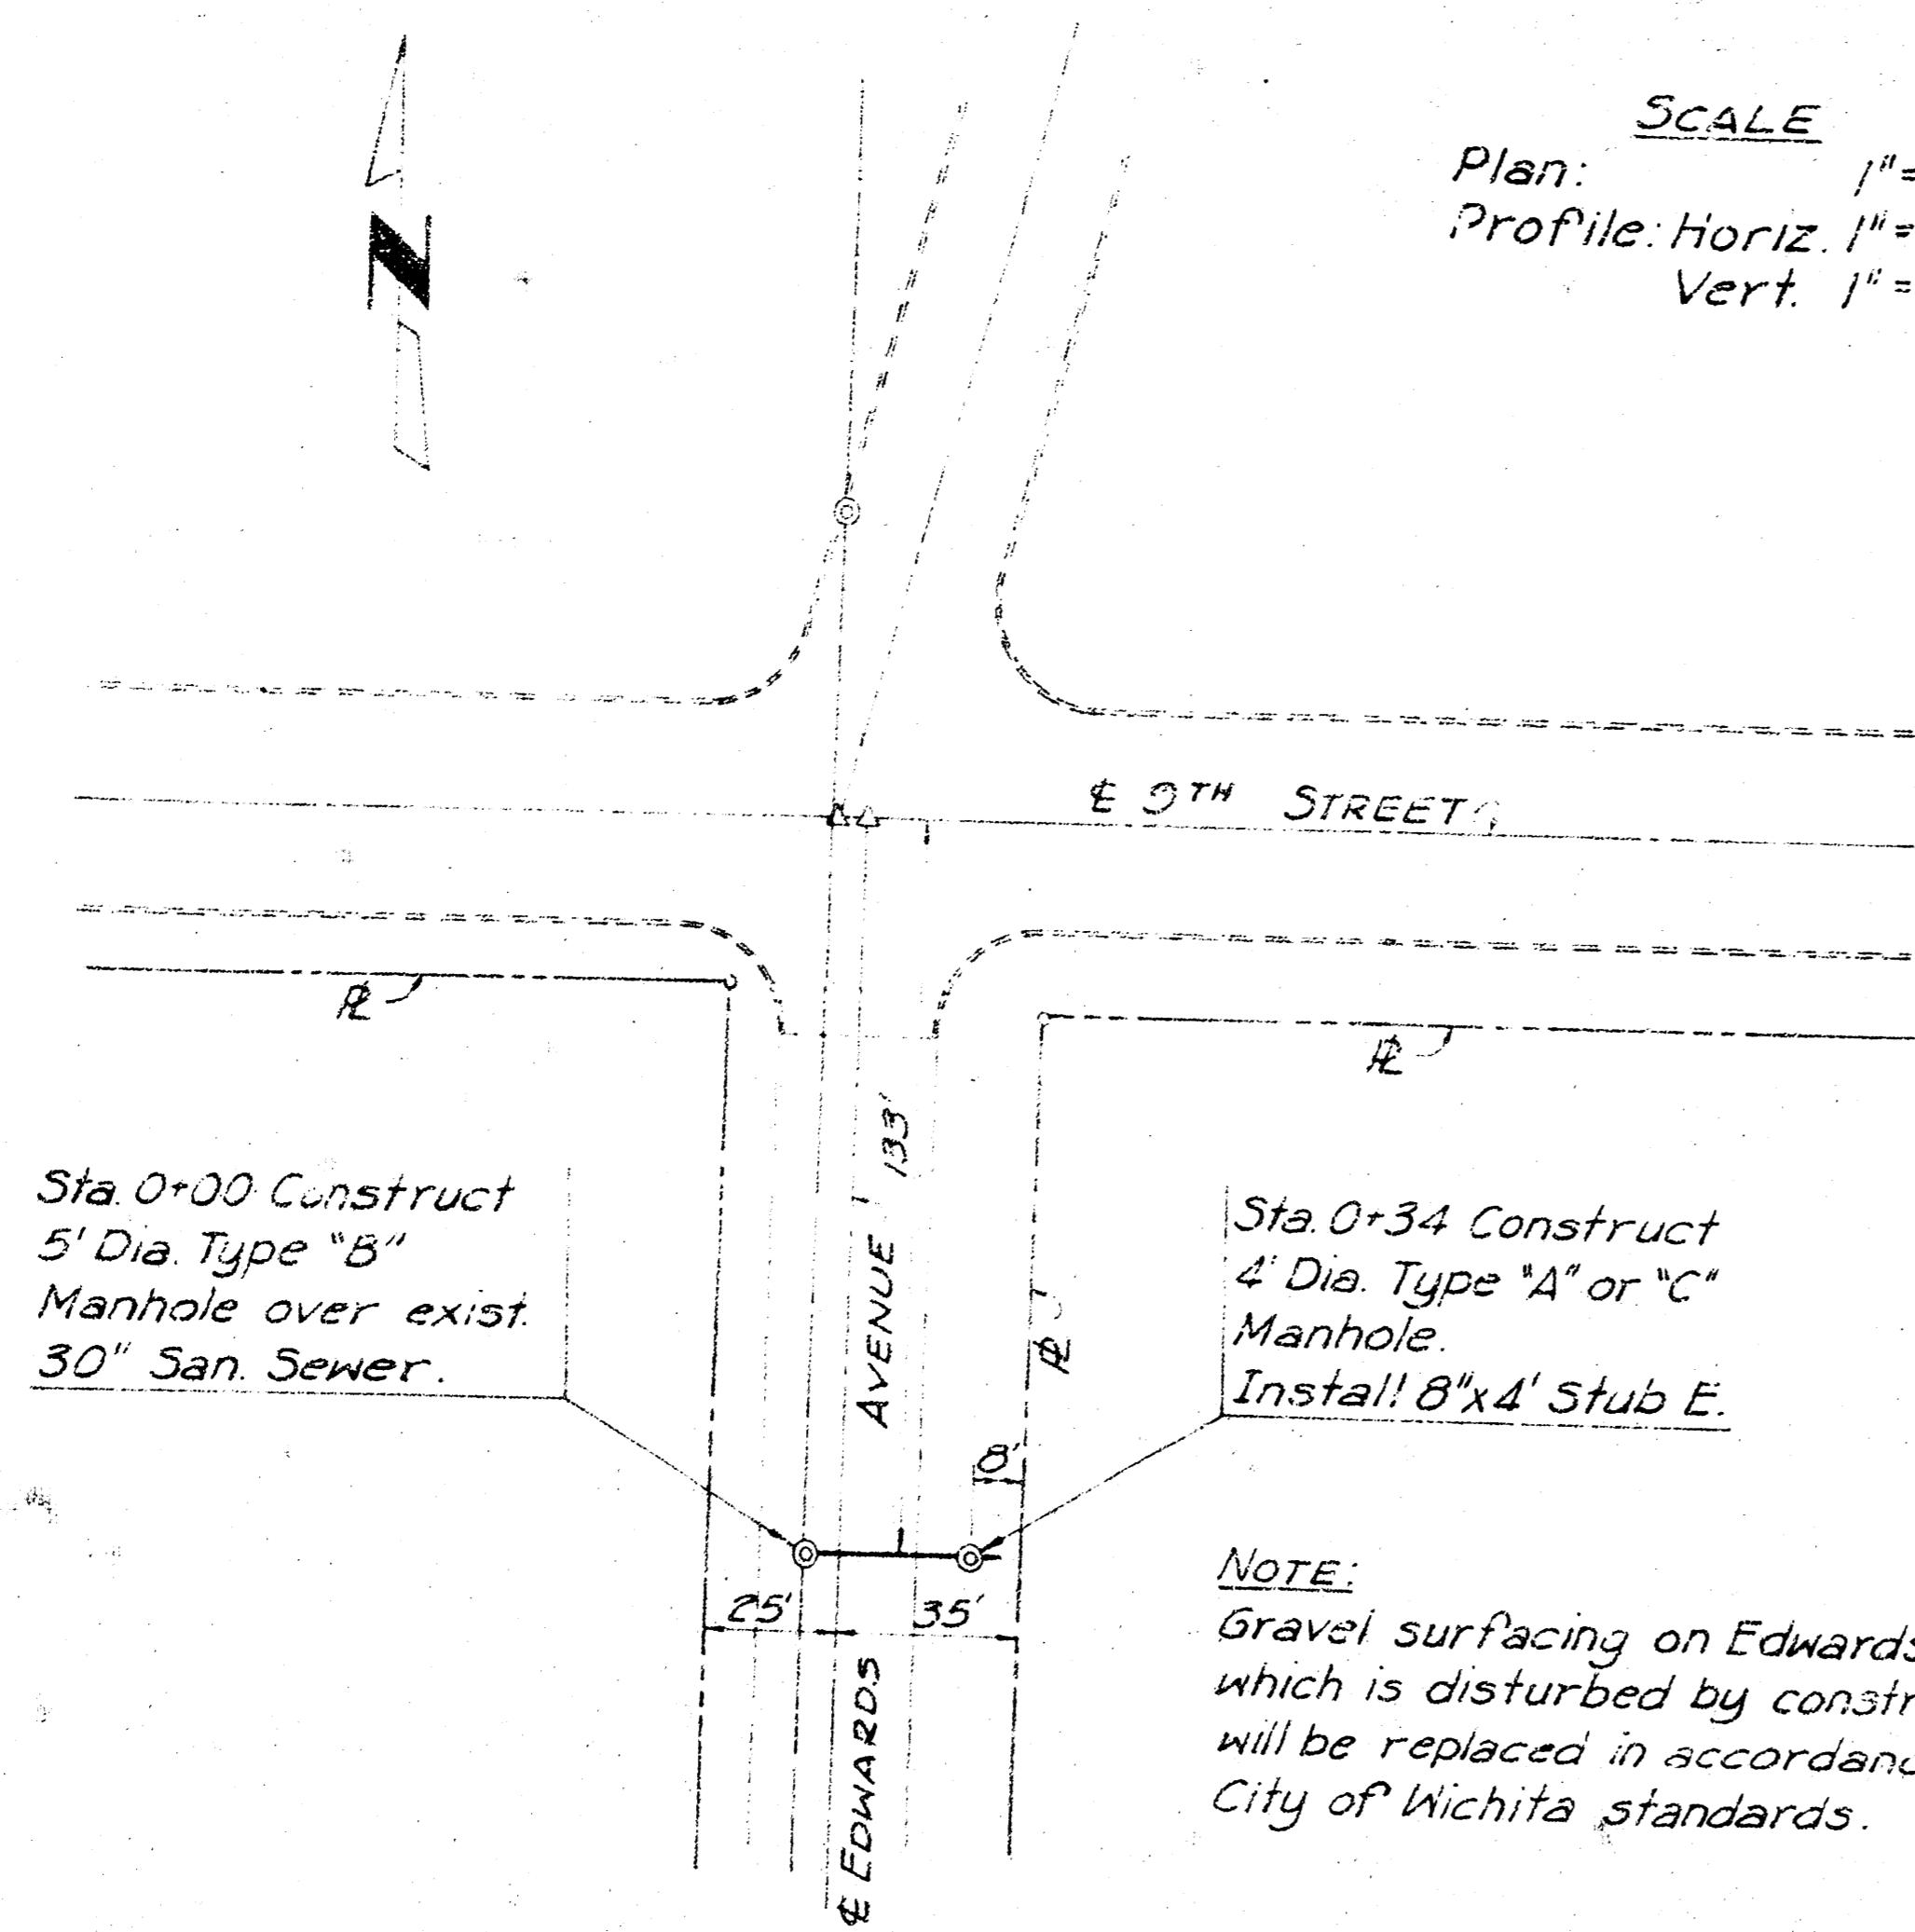 SCALE
Plan: 1"=
Profile: Horiz. 1"=
Vert. 1"=
N
℄ 9TH STREET
℄ EDWARDS AVENUE
133'
PL
PL
PL
Sta. 0+00 Construct
5' Dia. Type "B"
Manhole over exist.
30" San. Sewer.
Sta. 0+34 Construct
4' Dia. Type "A" or "C"
Manhole.
Install 8"x4' Stub E.
8'
25'
35'
NOTE:
Gravel surfacing on Edwards
which is disturbed by constr
will be replaced in accordanc
City of Wichita standards.